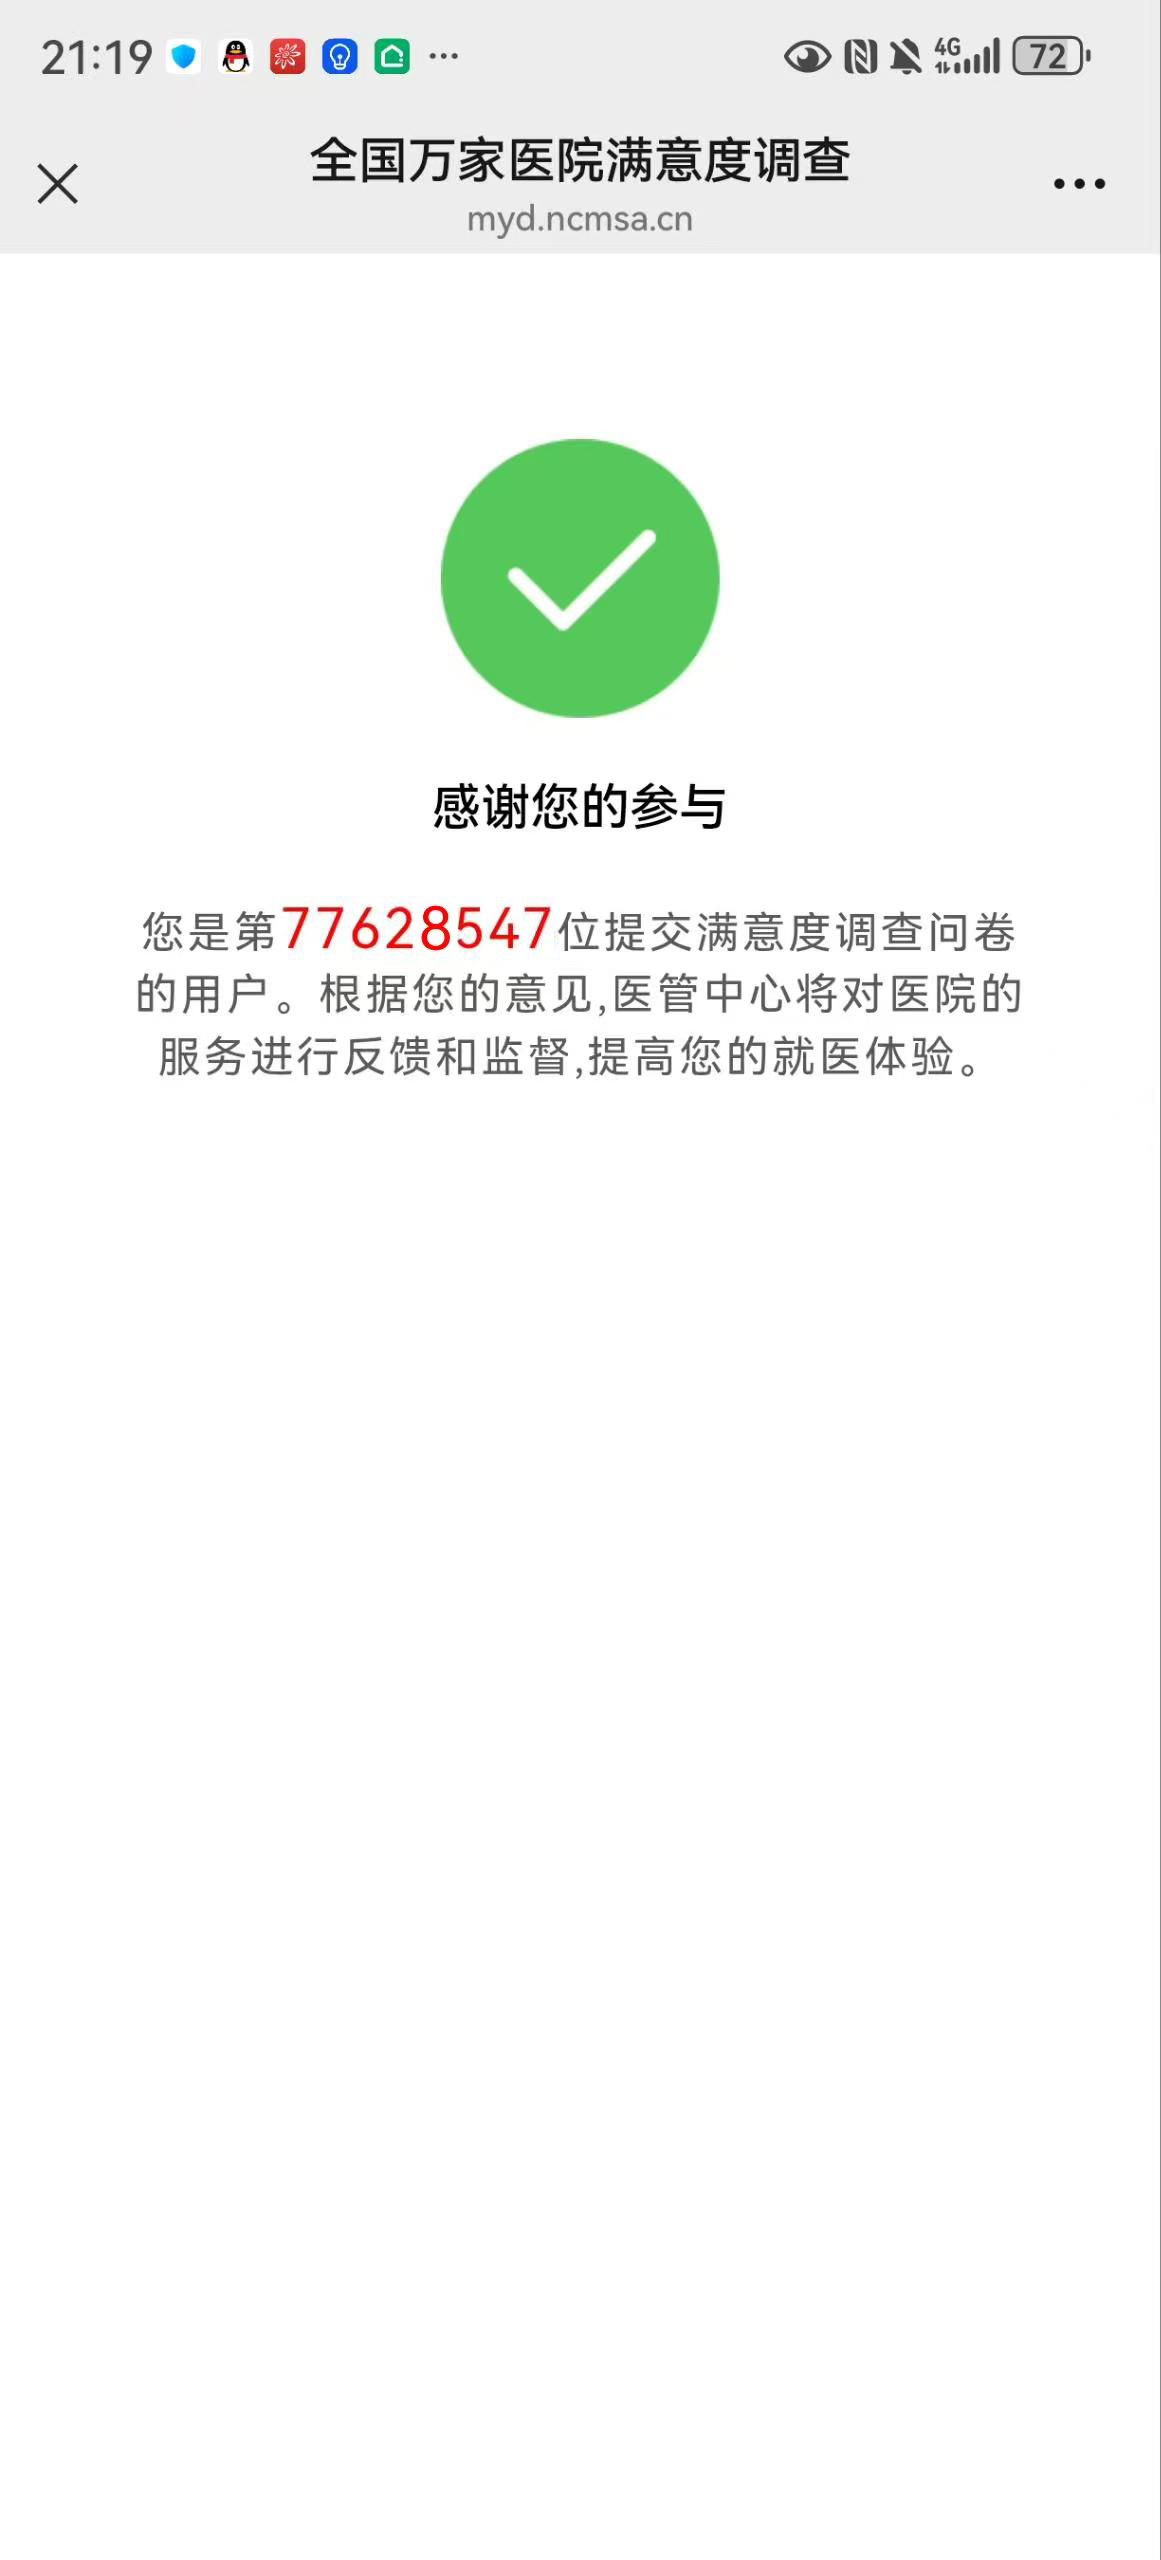 21:19
4G
72
全国万家医院满意度调查
myd.ncmsa.cn
感谢您的参与
您是第77628547位提交满意度调查问卷
的用户。根据您的意见,医管中心将对医院的
服务进行反馈和监督,提高您的就医体验。